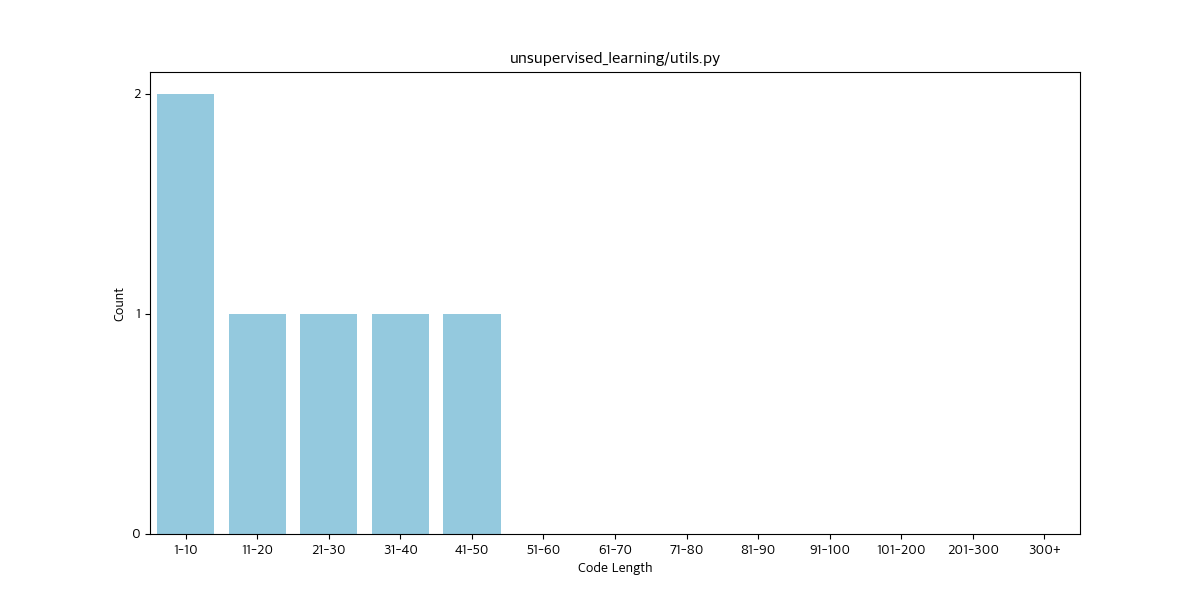 unsupervised_learning/utils.py
2
1
0
Count
1-10 11-20 21-30 31-40 41-50 51-60 61-70 71-80 81-90 91-100 101-200 201-300 300+
Code Length